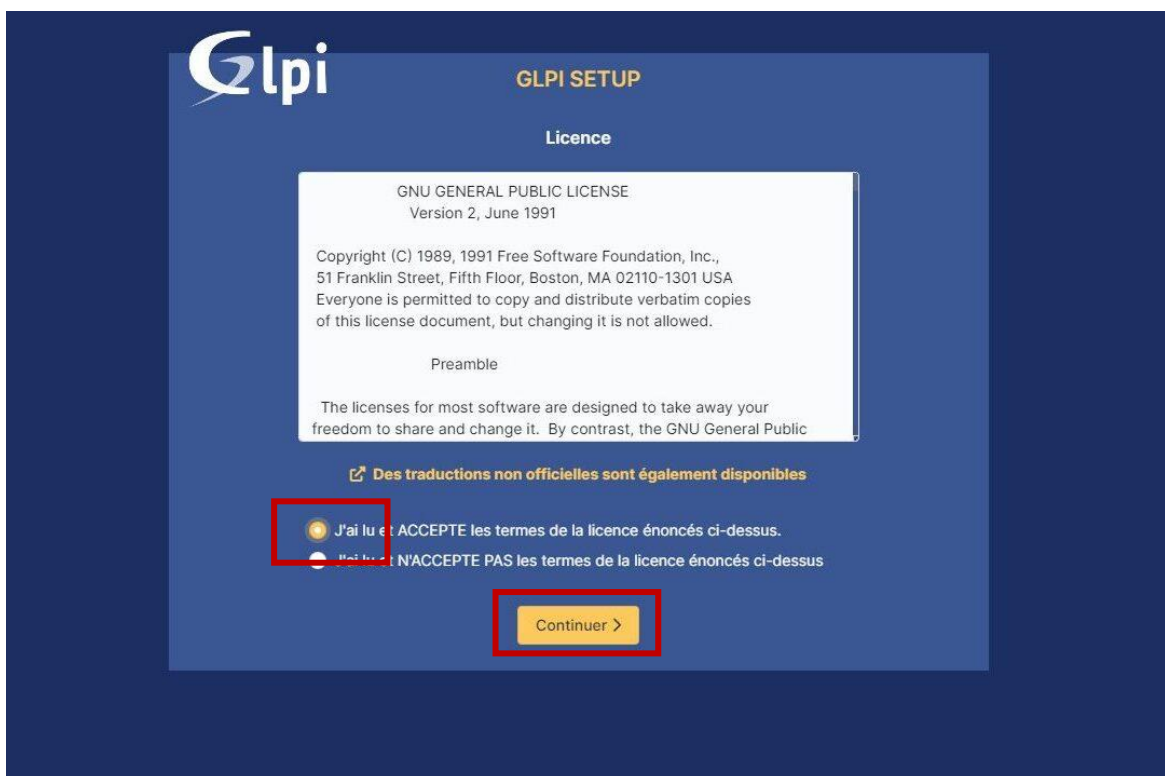 Glpi
GLPI SETUP
Licence
GNU GENERAL PUBLIC LICENSE
Version 2, June 1991
Copyright (C) 1989, 1991 Free Software Foundation, Inc.,
51 Franklin Street, Fifth Floor, Boston, MA 02110-1301 USA
Everyone is permitted to copy and distribute verbatim copies
of this license document, but changing it is not allowed.
Preamble
The licenses for most software are designed to take away your
freedom to share and change it. By contrast, the GNU General Public
Des traductions non officielles sont également disponibles
J'ai lu et ACCEPTE les termes de la licence énoncés ci-dessus.
J'ai lu et N'ACCEPTE PAS les termes de la licence énoncés ci-dessus
Continuer